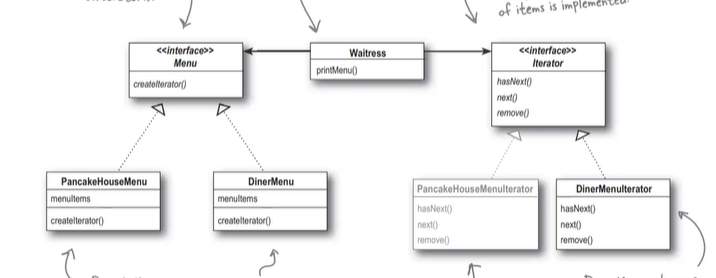 of items is implemented.
<<interface>>
Menu
createIterator()
Waitress
printMenu()
<<interface>>
Iterator
hasNext()
next()
remove()
PancakeHouseMenu
menuItems
createIterator()
DinerMenu
menuItems
createIterator()
PancakeHouseMenuIterator
hasNext()
next()
remove()
DinerMenuIterator
hasNext()
next()
remove()